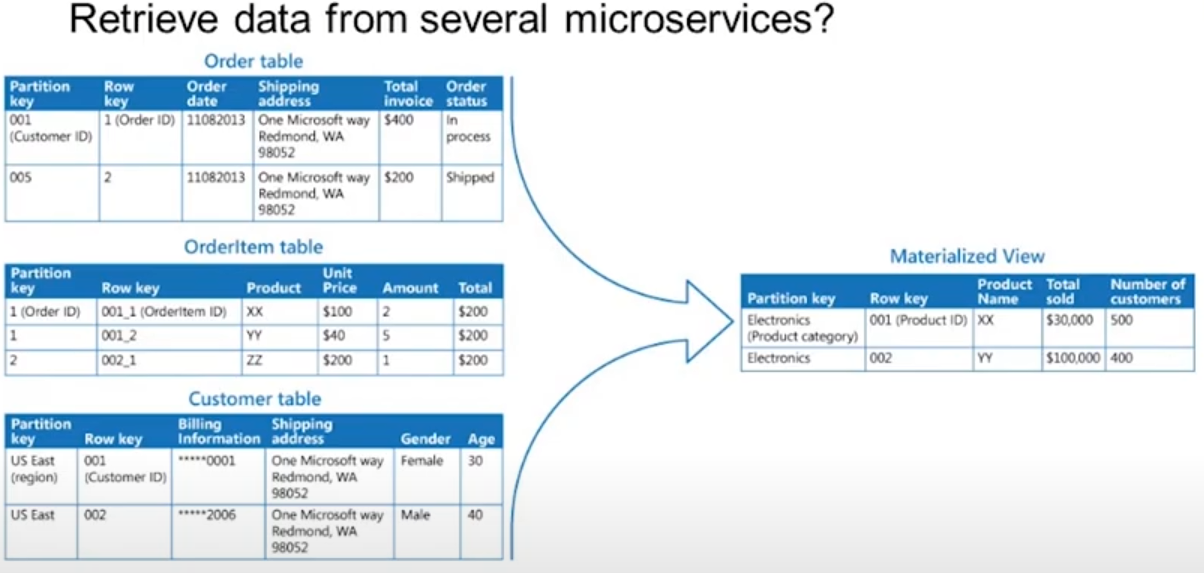 Retrieve data from several microservices?
Order table
Partition key Row key Order date Shipping address Total invoice Order status
001 (Customer ID) 1 (Order ID) 11082013 One Microsoft way Redmond, WA 98052 $400 In process
005 2 11082013 One Microsoft way Redmond, WA 98052 $200 Shipped
OrderItem table
Partition key Row key Product Unit Price Amount Total
1 (Order ID) 001_1 (OrderItem ID) XX $100 2 $200
1 001_2 YY $40 5 $200
2 002_1 ZZ $200 1 $200
Customer table
Partition key Row key Billing Information Shipping address Gender Age
US East (region) 001 (Customer ID) *****0001 One Microsoft way Redmond, WA 98052 Female 30
US East 002 *****2006 One Microsoft way Redmond, WA 98052 Male 40
Materialized View
Partition key Row key Product Name Total sold Number of customers
Electronics (Product category) 001 (Product ID) XX $30,000 500
Electronics 002 YY $100,000 400